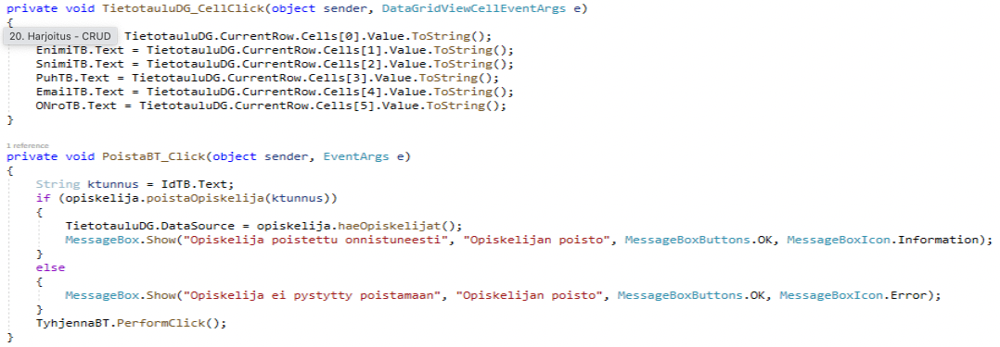 private void TietotauluDG_CellClick(object sender, DataGridViewCellEventArgs e)
{
20. Harjoitus - CRUD TietotauluDG.CurrentRow.Cells[0].Value.ToString();
EnimiTB.Text = TietotauluDG.CurrentRow.Cells[1].Value.ToString();
SnimiTB.Text = TietotauluDG.CurrentRow.Cells[2].Value.ToString();
PuhTB.Text = TietotauluDG.CurrentRow.Cells[3].Value.ToString();
EmailTB.Text = TietotauluDG.CurrentRow.Cells[4].Value.ToString();
ONroTB.Text = TietotauluDG.CurrentRow.Cells[5].Value.ToString();
}
1 reference
private void PoistaBT_Click(object sender, EventArgs e)
{
String ktunnus = IdTB.Text;
if (opiskelija.poistaOpiskelija(ktunnus))
{
TietotauluDG.DataSource = opiskelija.haeOpiskelijat();
MessageBox.Show("Opiskelija poistettu onnistuneesti", "Opiskelijan poisto", MessageBoxButtons.OK, MessageBoxIcon.Information);
}
else
{
MessageBox.Show("Opiskelija ei pystytty poistamaan", "Opiskelijan poisto", MessageBoxButtons.OK, MessageBoxIcon.Error);
}
TyhjennaBT.PerformClick();
}